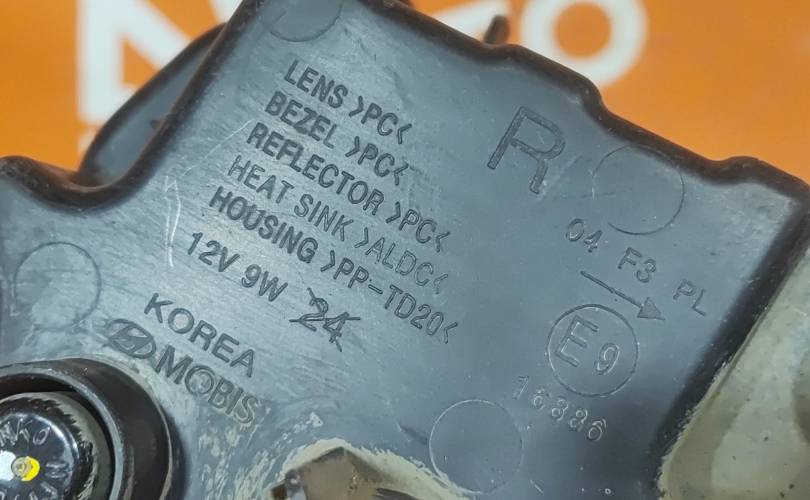 LENS >PC<
BEZEL >PC<
REFLECTOR >PC<
HEAT SINK >ALDC<
HOUSING >PP-TD20<
12V 9W 24
KOREA
MOBIS
R
04 F3 PL
E9
16886